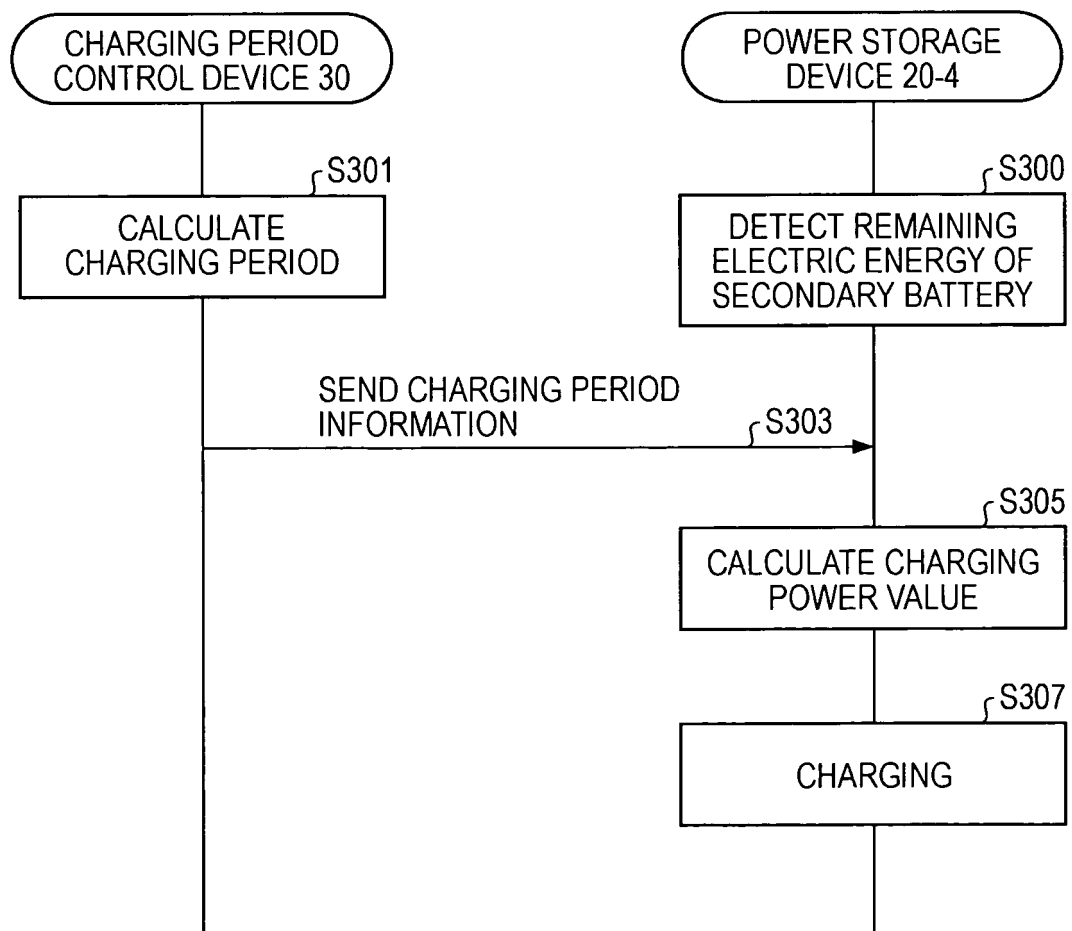 CHARGING PERIOD
CONTROL DEVICE 30
POWER STORAGE
DEVICE 20-4
S301
CALCULATE
CHARGING PERIOD
S300
DETECT REMAINING
ELECTRIC ENERGY OF
SECONDARY BATTERY
SEND CHARGING PERIOD
INFORMATION
S303
S305
CALCULATE CHARGING
POWER VALUE
S307
CHARGING